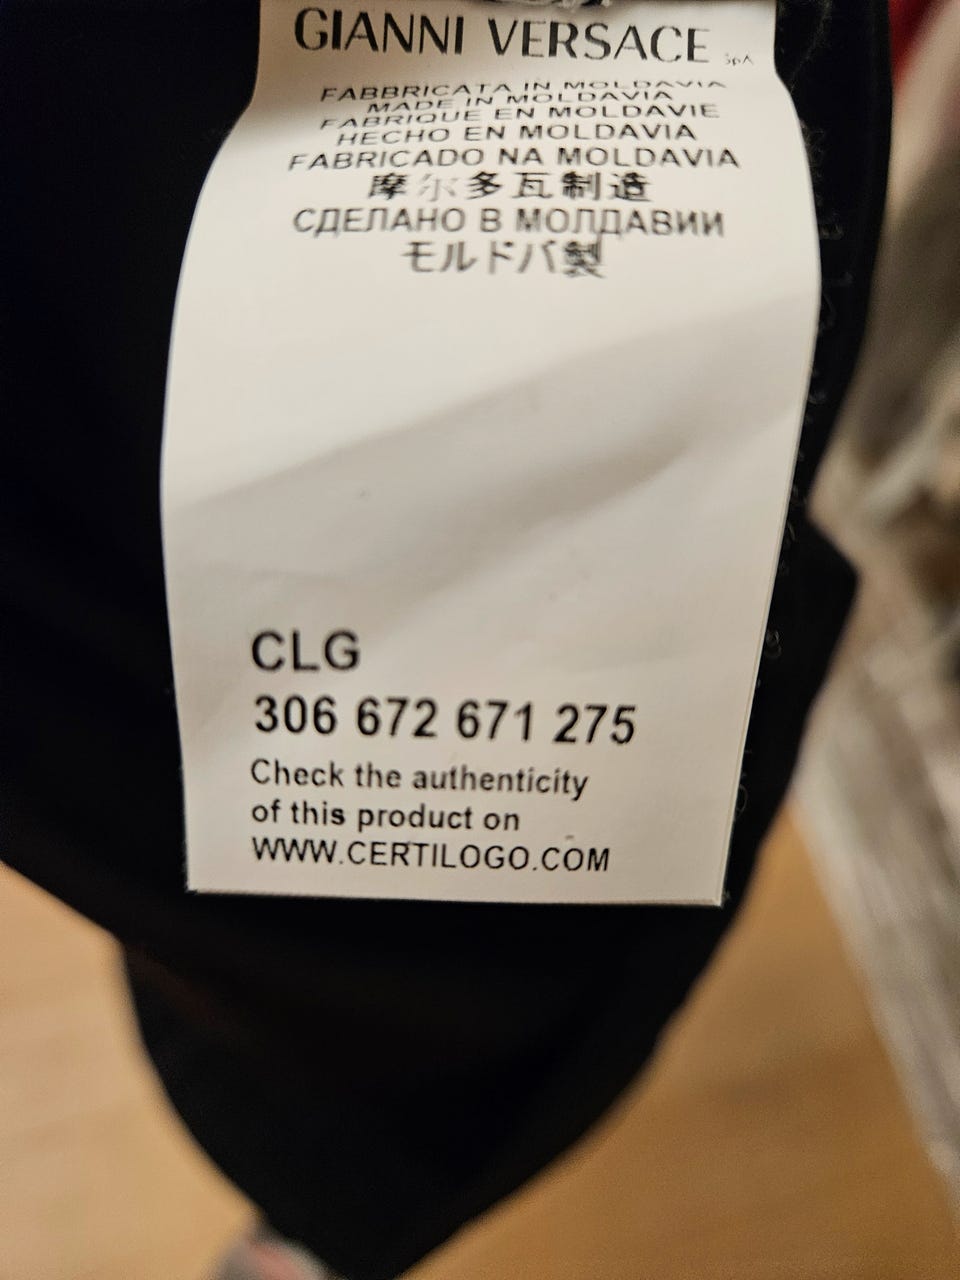 GIANNI VERSACE SpA
FABBRICATA IN MOLDAVIA
MADE IN MOLDAVIA
FABRIQUE EN MOLDAVIE
HECHO EN MOLDAVIA
FABRICADO NA MOLDAVIA
摩尔多瓦制造
СДЕЛАНО В МОЛДАВИИ
モルドバ製
CLG
306 672 671 275
Check the authenticity
of this product on
WWW.CERTILOGO.COM